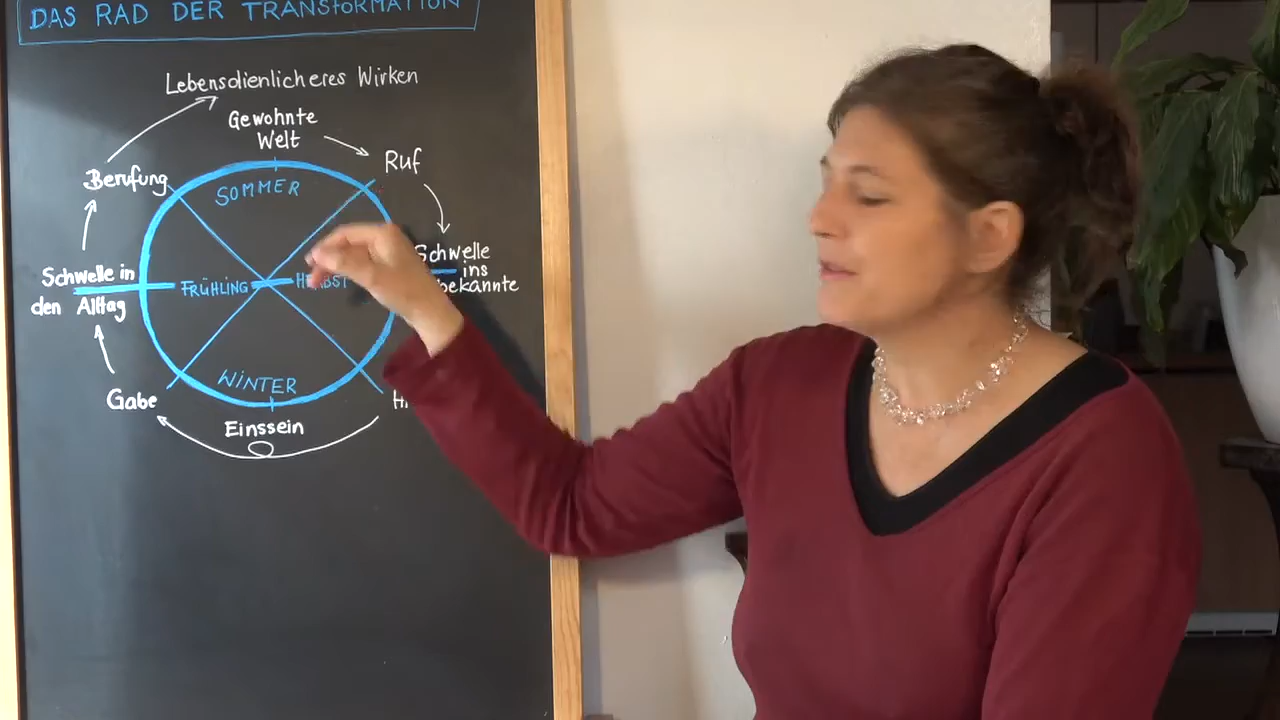 DAS RAD DER TRANSFORMATION
Lebensdienlicheres Wirken
Gewohnte
Welt
Ruf
Berufung
SOMMER
Schwelle
ins
Schwelle in
den Alltag
FRÜHLING
HERBST
WINTER
Gabe
Einssein